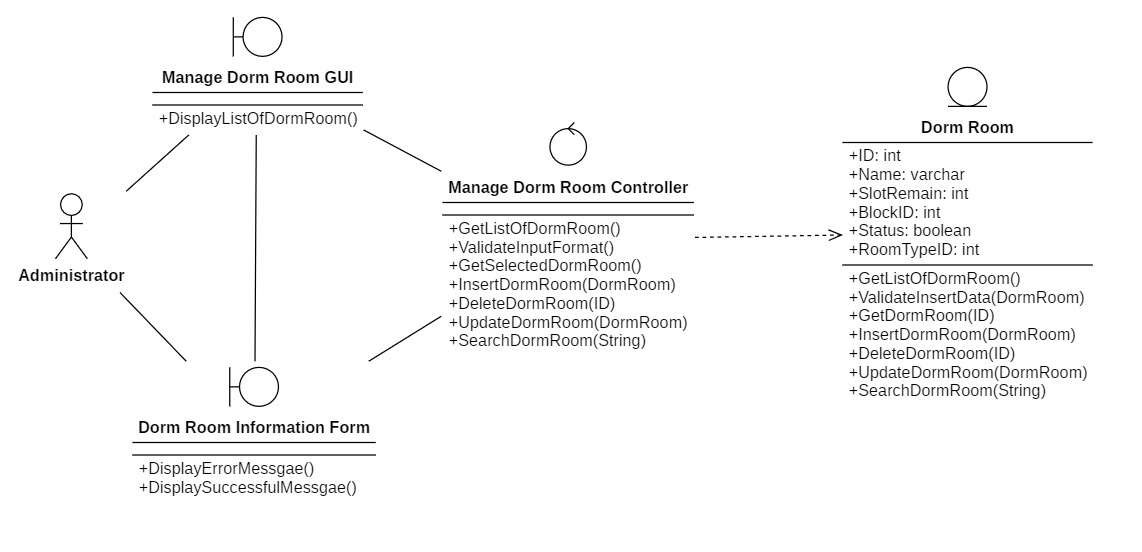 Manage Dorm Room GUI
+DisplayListOfDormRoom()
Administrator
Dorm Room Information Form
+DisplayErrorMessgae()
+DisplaySuccessfulMessgae()
Manage Dorm Room Controller
+GetListOfDormRoom()
+ValidateInputFormat()
+GetSelectedDormRoom()
+InsertDormRoom(DormRoom)
+DeleteDormRoom(ID)
+UpdateDormRoom(DormRoom)
+SearchDormRoom(String)
Dorm Room
+ID: int
+Name: varchar
+SlotRemain: int
+BlockID: int
+Status: boolean
+RoomTypeID: int
+GetListOfDormRoom()
+ValidateInsertData(DormRoom)
+GetDormRoom(ID)
+InsertDormRoom(DormRoom)
+DeleteDormRoom(ID)
+UpdateDormRoom(DormRoom)
+SearchDormRoom(String)